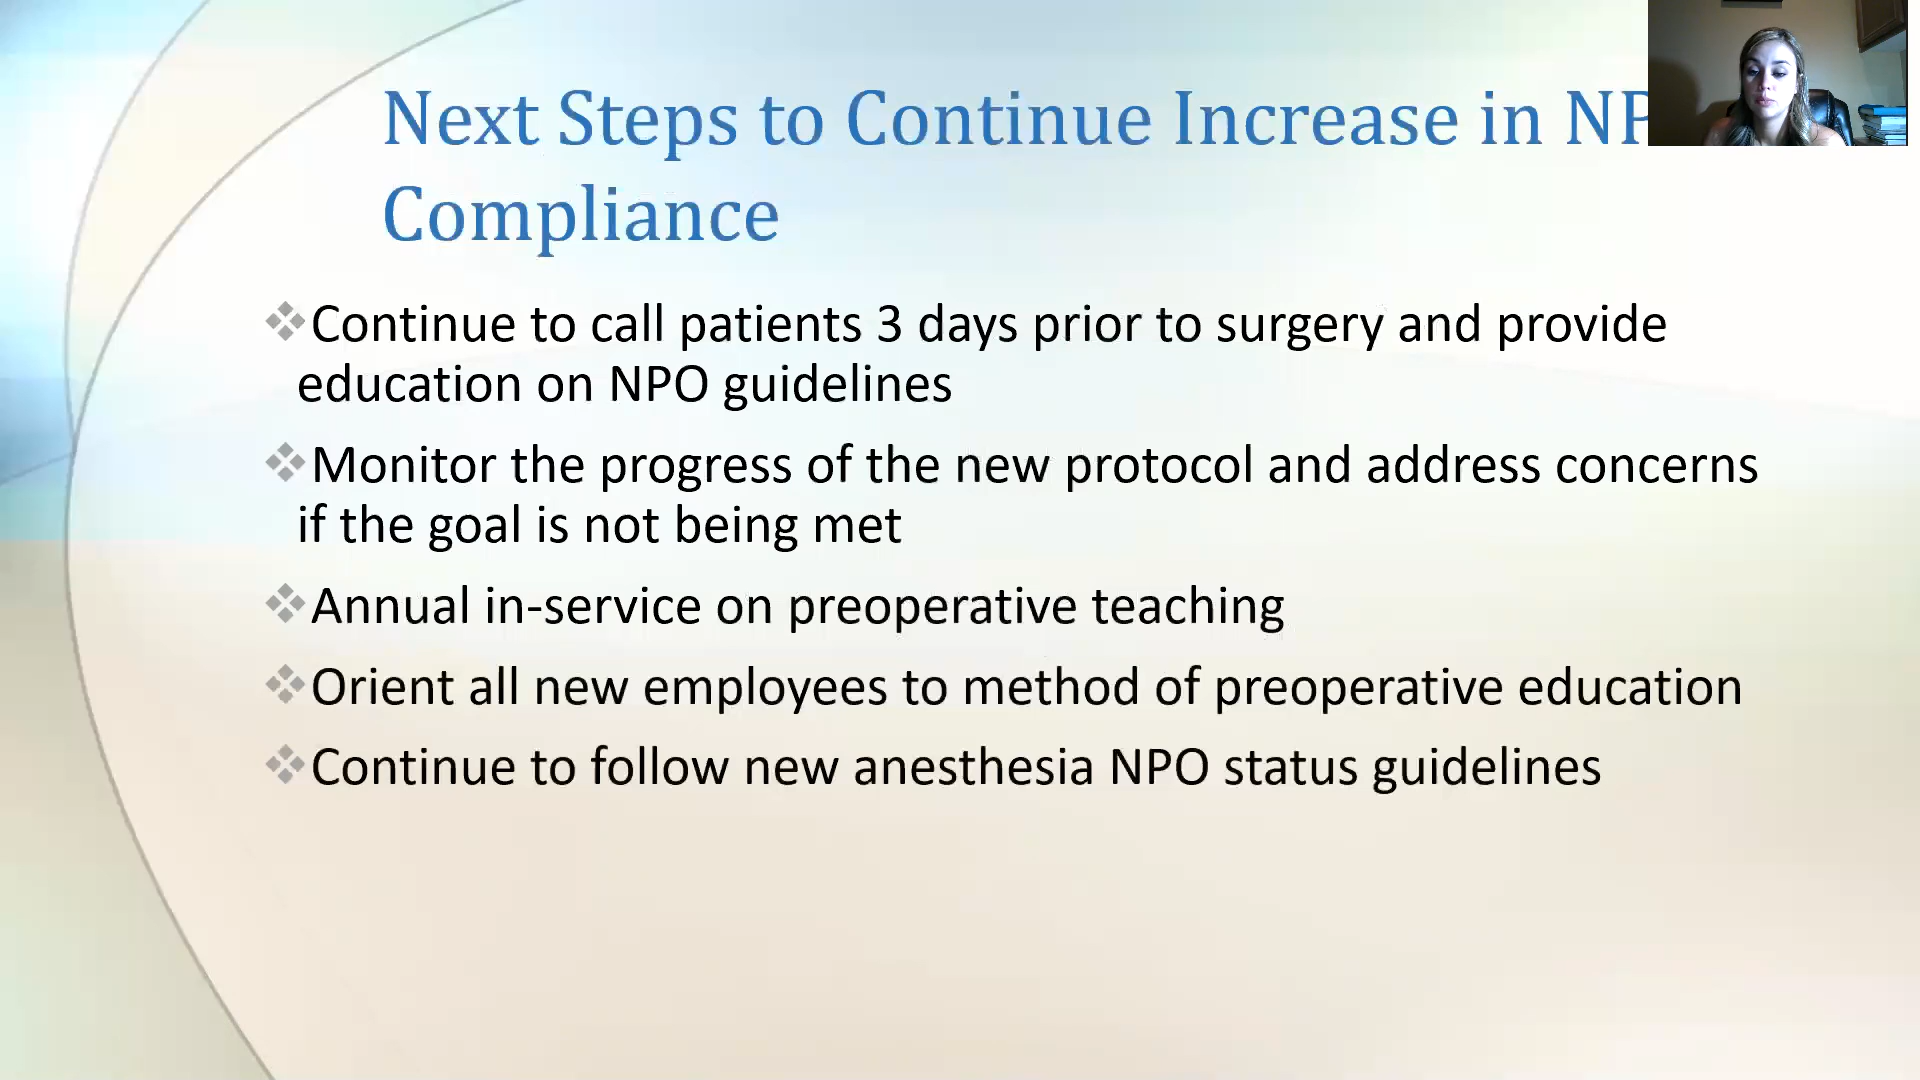 Next Steps to Continue Increase in
Compliance
Continue to call patients 3 days prior to surgery and provide
education on NPO guidelines
Monitor the progress of the new protocol and address concerns
if the goal is not being met
Annual in-service on preoperative teaching
Orient all new employees to method of preoperative education
Continue to follow new anesthesia NPO status guidelines